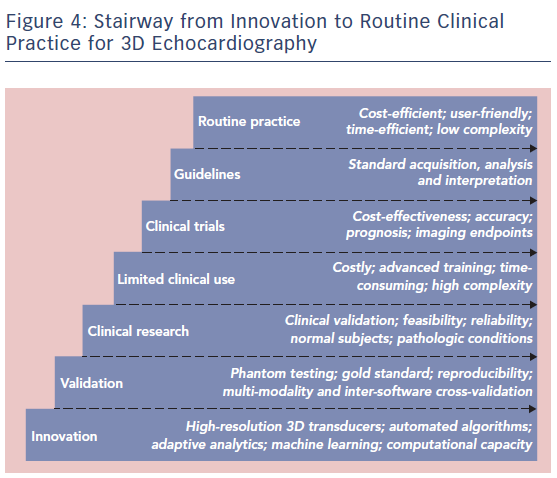 Figure 4: Stairway from Innovation to Routine Clinical
Practice for 3D Echocardiography
Routine practice
Cost-efficient; user-friendly;
time-efficient; low complexity
Guidelines
Standard acquisition, analysis
and interpretation
Clinical trials
Cost-effectiveness; accuracy;
prognosis; imaging endpoints
Limited clinical use
Costly; advanced training; time-
consuming; high complexity
Clinical research
Clinical validation; feasibility; reliability;
normal subjects; pathologic conditions
Validation
Phantom testing; gold standard; reproducibility;
multi-modality and inter-software cross-validation
Innovation
High-resolution 3D transducers; automated algorithms;
adaptive analytics; machine learning; computational capacity